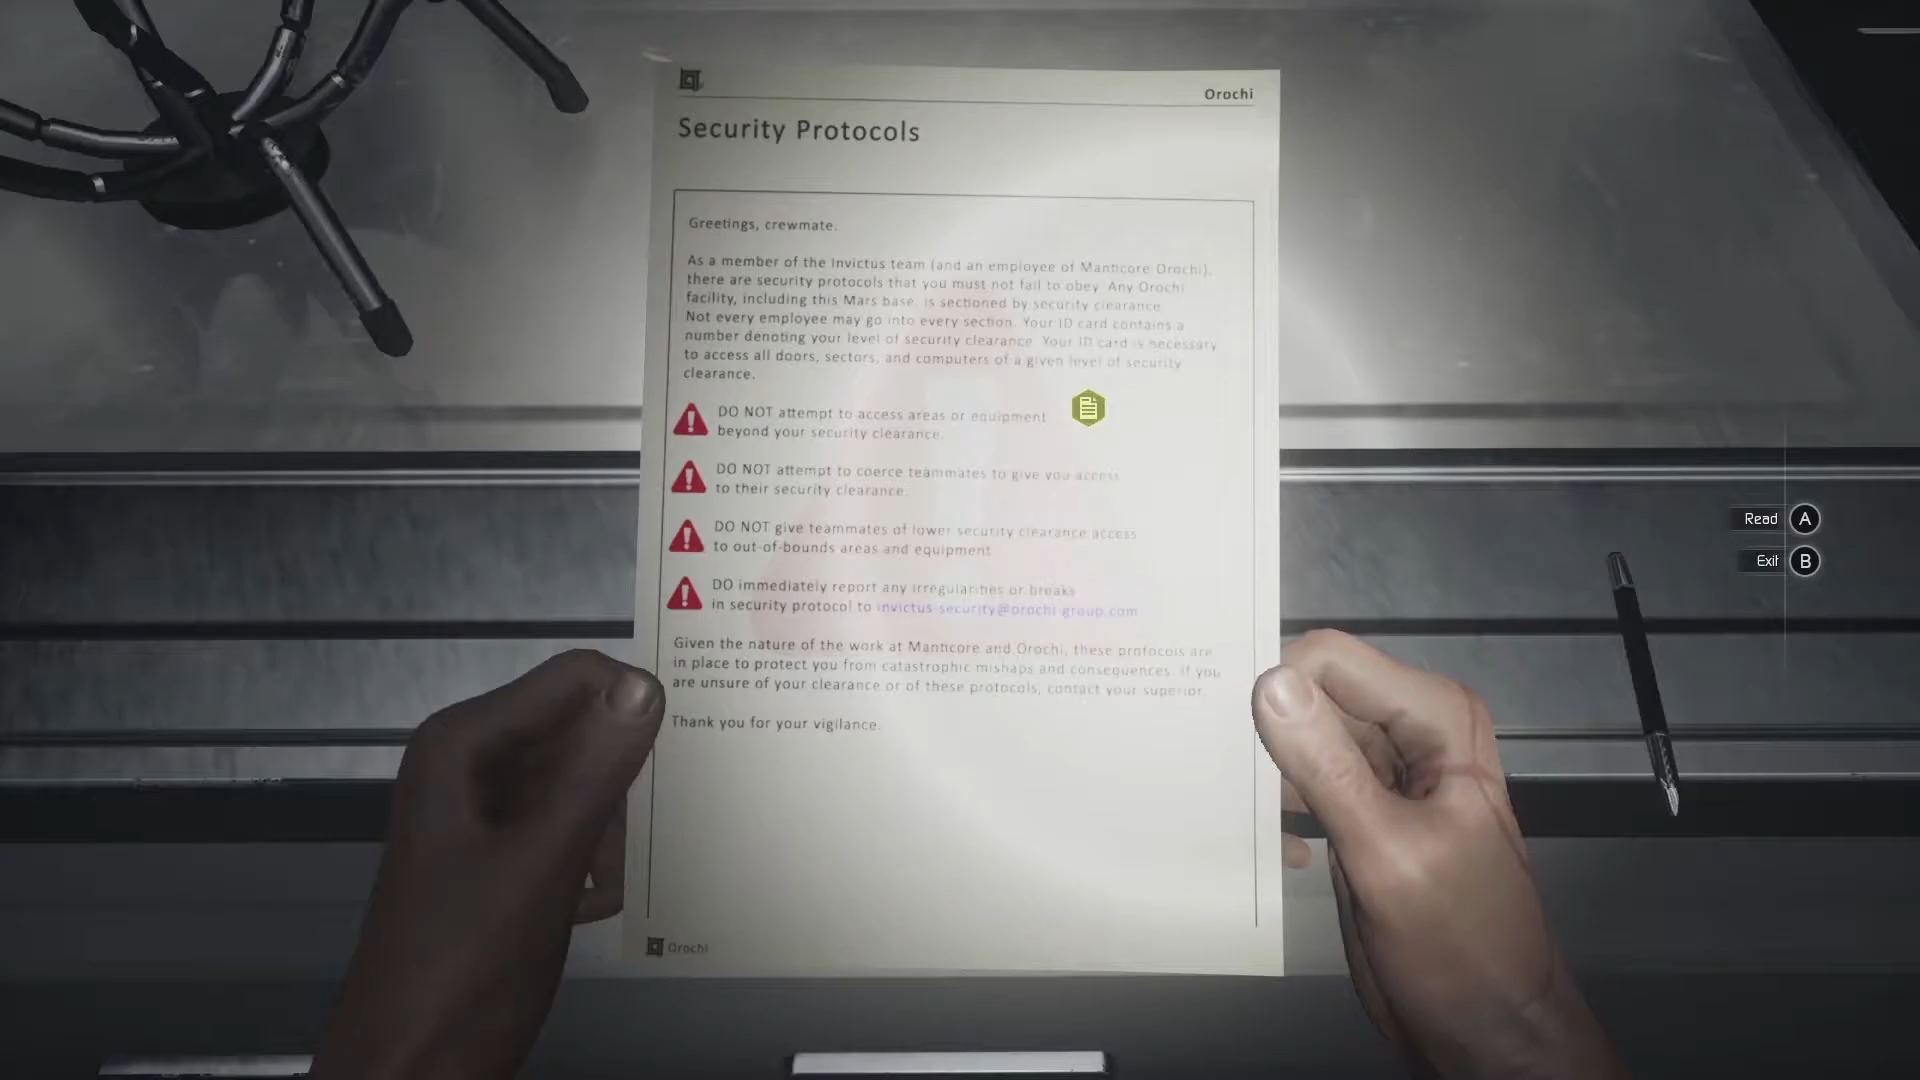 Orochi
Security Protocols
Greetings, crewmate.
As a member of the Invictus team (and an employee of Manticore Orochi),
there are security protocols that you must not fail to obey. Any Orochi
facility, including this Mars base, is sectioned by security clearance.
Not every employee may go into every section. Your ID card contains a
number denoting your level of security clearance. Your ID card is necessary
to access all doors, sectors, and computers of a given level of security
clearance.
DO NOT attempt to access areas or equipment
beyond your security clearance.
DO NOT attempt to coerce teammates to give you access
to their security clearance.
DO NOT give teammates of lower security clearance access
to out-of-bounds areas and equipment
DO immediately report any irregularities or breaks
in security protocol to invictus-security@orochi-group.com
Given the nature of the work at Manticore and Orochi, these protocols are
in place to protect you from catastrophic mishaps and consequences. If you
are unsure of your clearance or of these protocols, contact your superior.
Thank you for your vigilance.
Orochi
Read A
Exit B